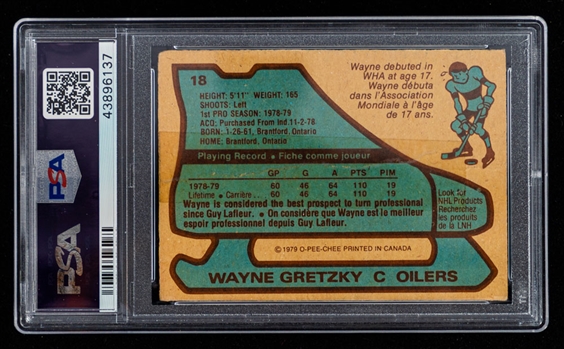 43896137
PSA
PSA
18
HEIGHT: 5'11" WEIGHT: 165
SHOOTS: Left
1st PRO SEASON: 1978-79
ACQ: Purchased From Ind.11-2-78
BORN: 1-26-61, Brantford, Ontario
HOME: Brantford, Ontario
Wayne debuted in
WHA at age 17.
Wayne débuta
dans l'Association
Mondiale à l'âge
de 17 ans.
Playing Record • Fiche comme joueur
GP G A PTS PIM
1978-79 60 46 64 110 19
Lifetime • Carrière... 60 46 64 110 19
Wayne is considered the best prospect to turn professional
since Guy Lafleur. • On considère que Wayne est le meilleur
espoir professionnel depuis Guy Lafleur.
Look for
NHL Products
Recherchez
les produits
de la LNH
©1979 O-PEE-CHEE PRINTED IN CANADA
WAYNE GRETZKY C OILERS